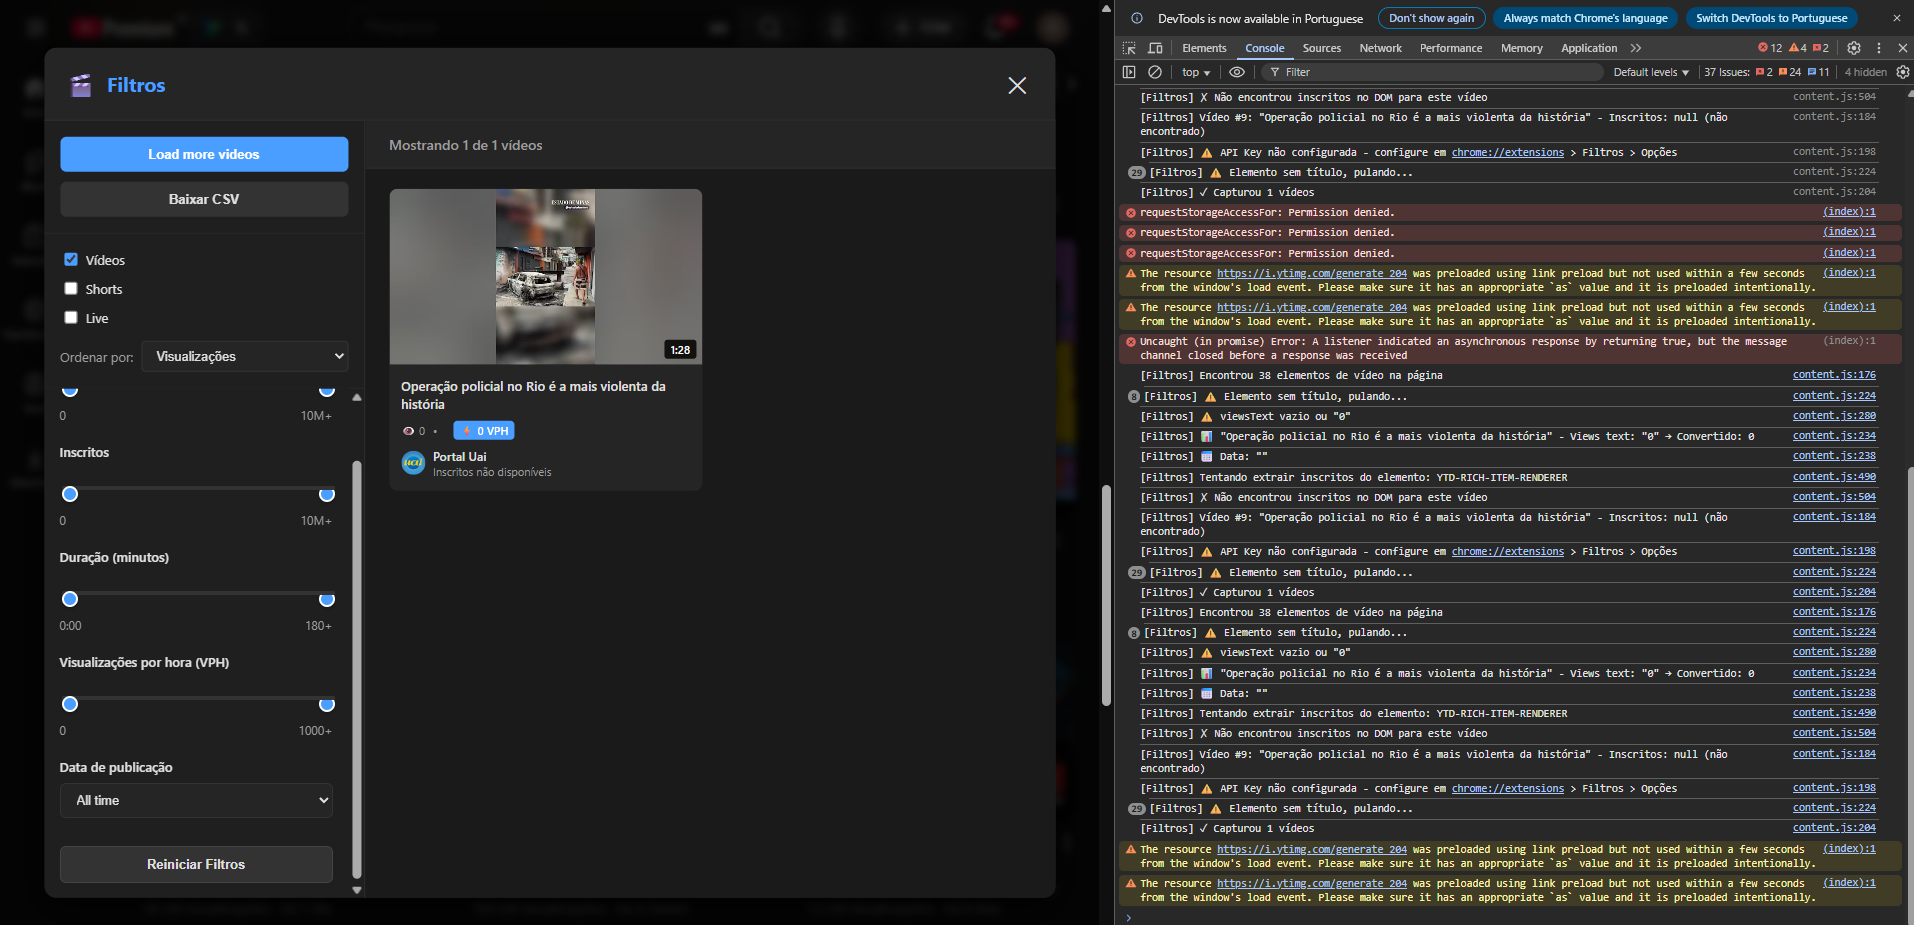 Filtros
Load more videos
Baixar CSV
Vídeos
Shorts
Live
Ordenar por:
Visualizações
0
10M+
Inscritos
0
10M+
Duração (minutos)
0:00
180+
Visualizações por hora (VPH)
0
1000+
Data de publicação
All time
Reiniciar Filtros
Mostrando 1 de 1 vídeos
ESTADO DE MINAS
1:28
Operação policial no Rio é a mais violenta da
história
0 •
0 VPH
Portal Uai
Inscritos não disponíveis
DevTools is now available in Portuguese
Don't show again
Always match Chrome's language
Switch DevTools to Portuguese
Elements Console Sources Network Performance Memory Application
12 4 2
top
Filter
Default levels
37 Issues: 2 24 11
4 hidden
[Filtros] ✗ Não encontrou inscritos no DOM para este vídeo content.js:504
[Filtros] Vídeo #9: "Operação policial no Rio é a mais violenta da história" - Inscritos: null (não content.js:184
encontrado)
[Filtros] ⚠ API Key não configurada - configure em chrome://extensions > Filtros > Opções content.js:198
29 [Filtros] ⚠ Elemento sem título, pulando... content.js:224
[Filtros] ✓ Capturou 1 vídeos content.js:204
requestStorageAccessFor: Permission denied. (index):1
requestStorageAccessFor: Permission denied. (index):1
requestStorageAccessFor: Permission denied. (index):1
The resource https://i.ytimg.com/generate_204 was preloaded using link preload but not used within a few seconds (index):1
from the window's load event. Please make sure it has an appropriate `as` value and it is preloaded intentionally.
The resource https://i.ytimg.com/generate_204 was preloaded using link preload but not used within a few seconds (index):1
from the window's load event. Please make sure it has an appropriate `as` value and it is preloaded intentionally.
Uncaught (in promise) Error: A listener indicated an asynchronous response by returning true, but the message (index):1
channel closed before a response was received
[Filtros] Encontrou 38 elementos de vídeo na página content.js:176
8 [Filtros] ⚠ Elemento sem título, pulando... content.js:224
[Filtros] ⚠ viewsText vazio ou "0" content.js:280
[Filtros] 📊 "Operação policial no Rio é a mais violenta da história" - Views text: "0" → Convertido: 0 content.js:234
[Filtros] 📅 Data: "" content.js:238
[Filtros] Tentando extrair inscritos do elemento: YTD-RICH-ITEM-RENDERER content.js:490
[Filtros] ✗ Não encontrou inscritos no DOM para este vídeo content.js:504
[Filtros] Vídeo #9: "Operação policial no Rio é a mais violenta da história" - Inscritos: null (não content.js:184
encontrado)
[Filtros] ⚠ API Key não configurada - configure em chrome://extensions > Filtros > Opções content.js:198
29 [Filtros] ⚠ Elemento sem título, pulando... content.js:224
[Filtros] ✓ Capturou 1 vídeos content.js:204
[Filtros] Encontrou 38 elementos de vídeo na página content.js:176
8 [Filtros] ⚠ Elemento sem título, pulando... content.js:224
[Filtros] ⚠ viewsText vazio ou "0" content.js:280
[Filtros] 📊 "Operação policial no Rio é a mais violenta da história" - Views text: "0" → Convertido: 0 content.js:234
[Filtros] 📅 Data: "" content.js:238
[Filtros] Tentando extrair inscritos do elemento: YTD-RICH-ITEM-RENDERER content.js:490
[Filtros] ✗ Não encontrou inscritos no DOM para este vídeo content.js:504
[Filtros] Vídeo #9: "Operação policial no Rio é a mais violenta da história" - Inscritos: null (não content.js:184
encontrado)
[Filtros] ⚠ API Key não configurada - configure em chrome://extensions > Filtros > Opções content.js:198
29 [Filtros] ⚠ Elemento sem título, pulando... content.js:224
[Filtros] ✓ Capturou 1 vídeos content.js:204
The resource https://i.ytimg.com/generate_204 was preloaded using link preload but not used within a few seconds (index):1
from the window's load event. Please make sure it has an appropriate `as` value and it is preloaded intentionally.
The resource https://i.ytimg.com/generate_204 was preloaded using link preload but not used within a few seconds (index):1
from the window's load event. Please make sure it has an appropriate `as` value and it is preloaded intentionally.